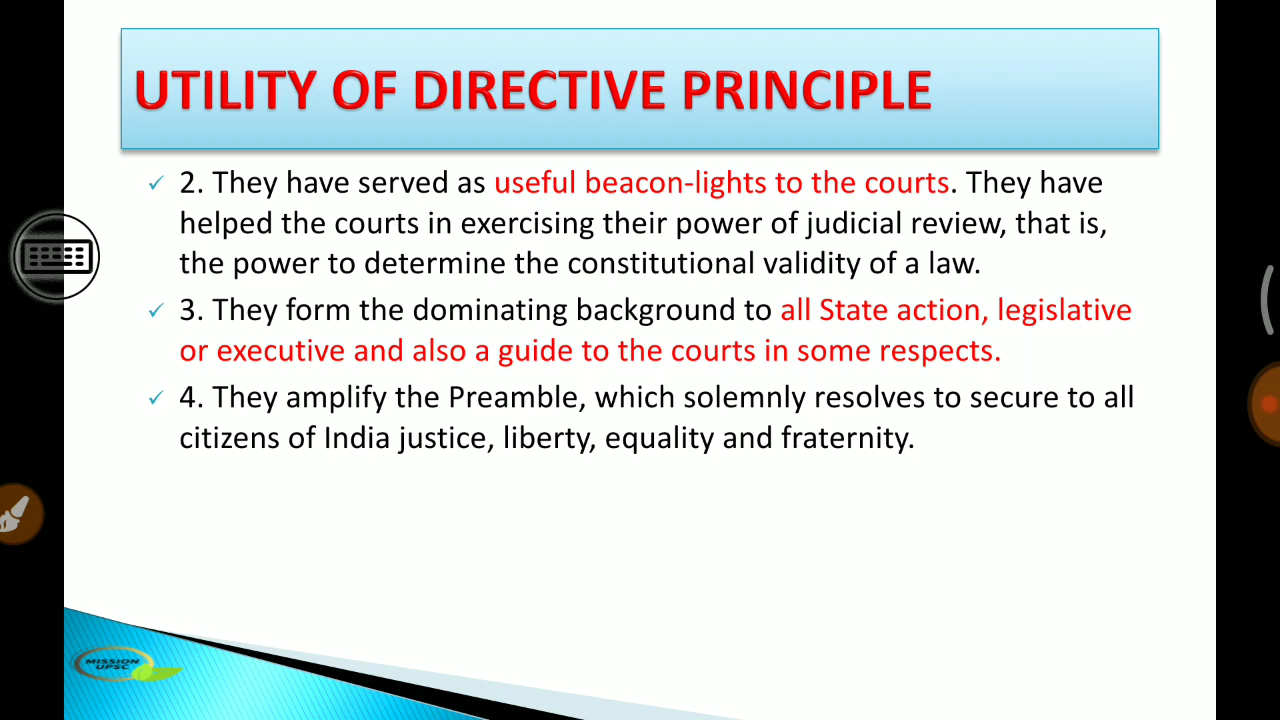 UTILITY OF DIRECTIVE PRINCIPLE
✓ 2. They have served as useful beacon-lights to the courts. They have
helped the courts in exercising their power of judicial review, that is,
the power to determine the constitutional validity of a law.
✓ 3. They form the dominating background to all State action, legislative
or executive and also a guide to the courts in some respects.
✓ 4. They amplify the Preamble, which solemnly resolves to secure to all
citizens of India justice, liberty, equality and fraternity.
MISSION
UPSC